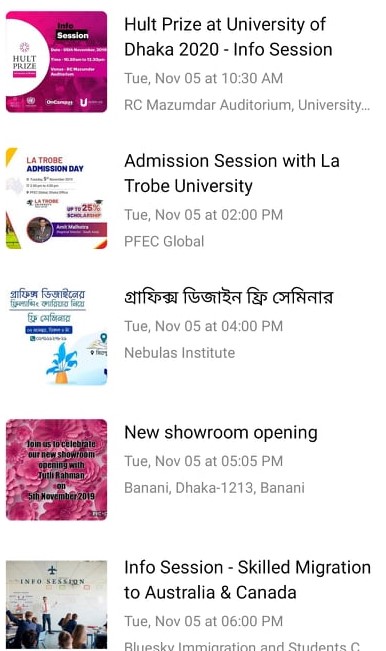 Info
Session
Date : 05th November, 2019
Time : 10.30am to 12.30pm
Venue : RC Mazumdar
Auditorium
HULT
PRIZE
OnCampus
Hult Prize at University of
Dhaka 2020 - Info Session
Tue, Nov 05 at 10:30 AM
RC Mazumdar Auditorium, University...
LA TROBE
ADMISSION DAY
Tuesday, 5th November 2019
LA TROBE
UP TO 25%
SCHOLARSHIP
Amit Malhotra
Admission Session with La
Trobe University
Tue, Nov 05 at 02:00 PM
PFEC Global
গ্রাফিক্স ডিজাইনের
ফ্রিল্যান্সিং ক্যারিয়ার নিয়ে
ফ্রি সেমিনার
গ্রাফিক্স ডিজাইন ফ্রি সেমিনার
Tue, Nov 05 at 04:00 PM
Nebulas Institute
Join us to celebrate
our new showroom
opening with
Tutli Rahman
on
5th November 2019
New showroom opening
Tue, Nov 05 at 05:05 PM
Banani, Dhaka-1213, Banani
INFO SESSION
Info Session - Skilled Migration
to Australia & Canada
Tue, Nov 05 at 06:00 PM
Bluesky Immigration and Students C